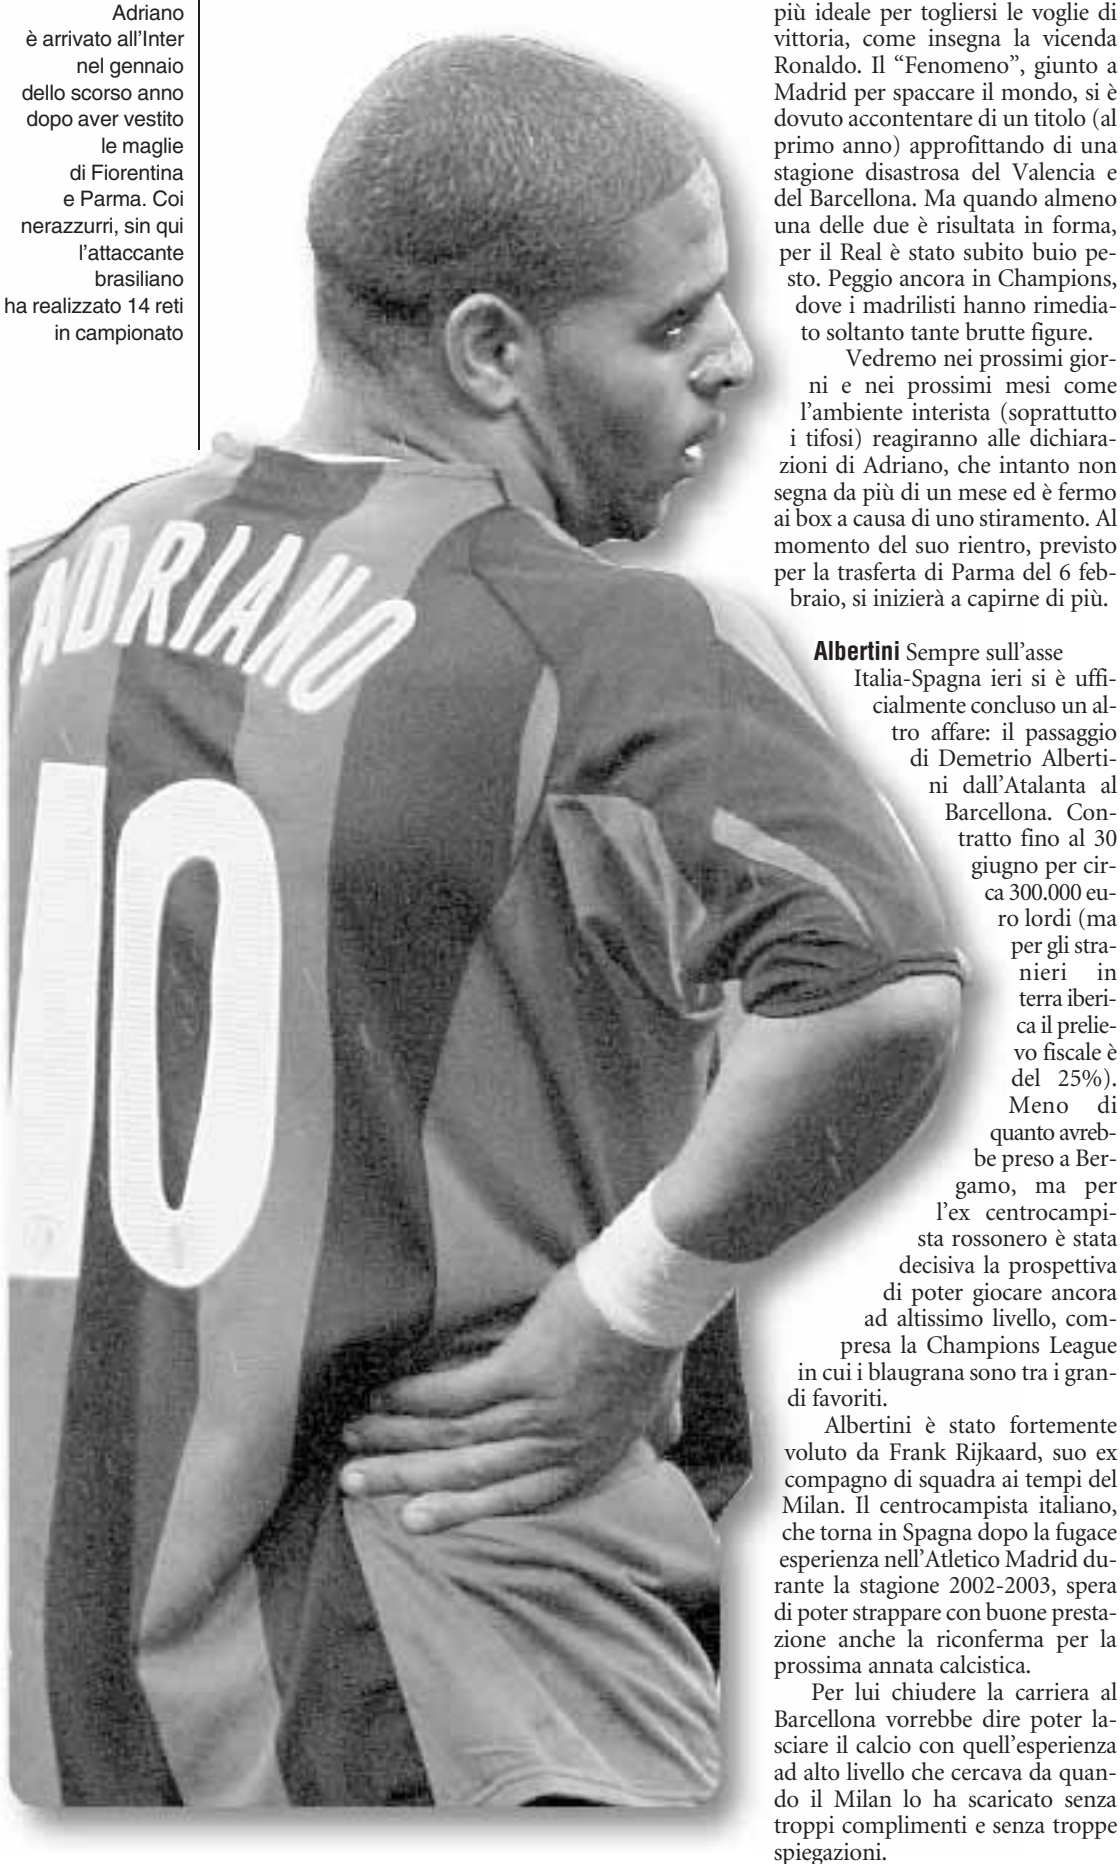 Adriano
è arrivato all'Inter
nel gennaio
dello scorso anno
dopo aver vestito
le maglie
di Fiorentina
e Parma. Coi
nerazzurri, sin qui
l'attaccante
brasiliano
ha realizzato 14 reti
in campionato
ADRIANO
10
più ideale per togliersi le voglie di
vittoria, come insegna la vicenda
Ronaldo. Il “Fenomeno”, giunto a
Madrid per spaccare il mondo, si è
dovuto accontentare di un titolo (al
primo anno) approfittando di una
stagione disastrosa del Valencia e
del Barcellona. Ma quando almeno
una delle due è risultata in forma,
per il Real è stato subito buio pe-
sto. Peggio ancora in Champions,
dove i madrilisti hanno rimedia-
to soltanto tante brutte figure.
Vedremo nei prossimi gior-
ni e nei prossimi mesi come
l'ambiente interista (soprattutto
i tifosi) reagiranno alle dichiara-
zioni di Adriano, che intanto non
segna da più di un mese ed è fermo
ai box a causa di uno stiramento. Al
momento del suo rientro, previsto
per la trasferta di Parma del 6 feb-
braio, si inizierà a capirne di più.
Albertini Sempre sull'asse
Italia-Spagna ieri si è uffi-
cialmente concluso un al-
tro affare: il passaggio
di Demetrio Alberti-
ni dall'Atalanta al
Barcellona. Con-
tratto fino al 30
giugno per cir-
ca 300.000 eu-
ro lordi (ma
per gli stra-
nieri in
terra iberi-
ca il prelie-
vo fiscale è
del 25%).
Meno di
quanto avreb-
be preso a Ber-
gamo, ma per
l'ex centrocampi-
sta rossonero è stata
decisiva la prospettiva
di poter giocare ancora
ad altissimo livello, com-
presa la Champions League
in cui i blaugrana sono tra i gran-
di favoriti.
Albertini è stato fortemente
voluto da Frank Rijkaard, suo ex
compagno di squadra ai tempi del
Milan. Il centrocampista italiano,
che torna in Spagna dopo la fugace
esperienza nell'Atletico Madrid du-
rante la stagione 2002-2003, spera
di poter strappare con buone presta-
zione anche la riconferma per la
prossima annata calcistica.
Per lui chiudere la carriera al
Barcellona vorrebbe dire poter la-
sciare il calcio con quell'esperienza
ad alto livello che cercava da quan-
do il Milan lo ha scaricato senza
troppi complimenti e senza troppe
spiegazioni.